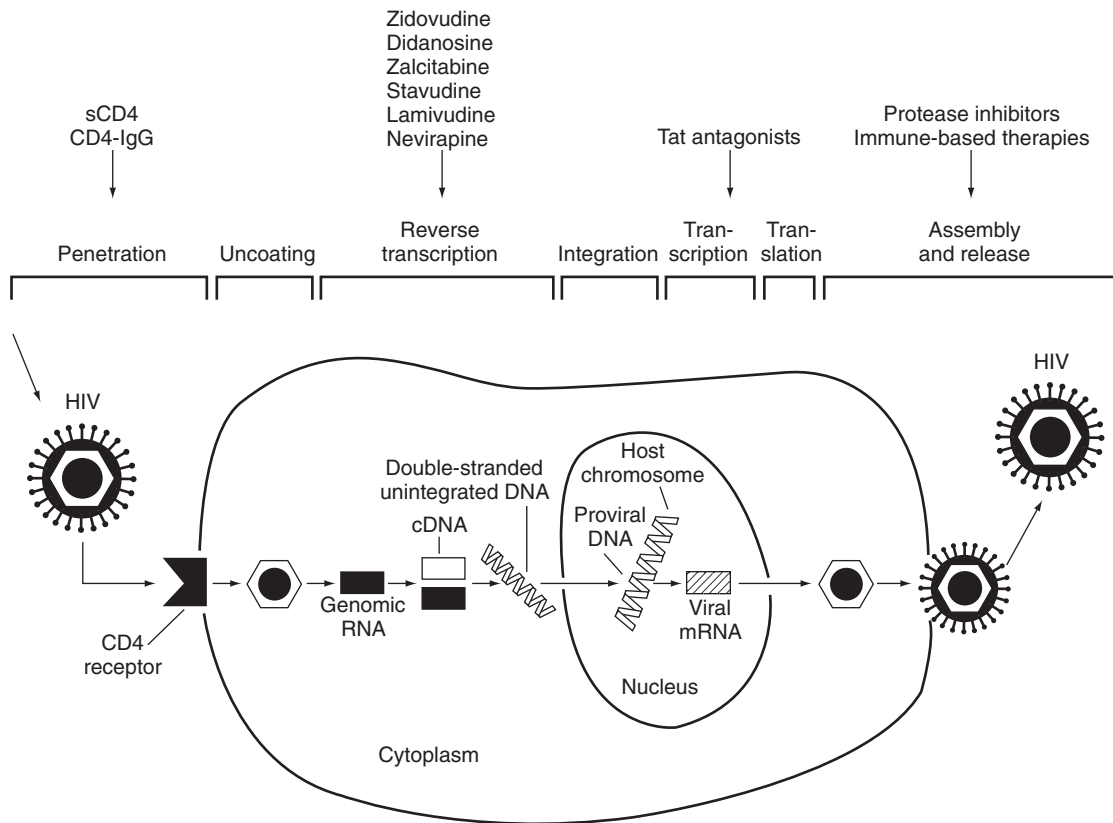 Zidovudine
Didanosine
Zalcitabine
Stavudine
Lamivudine
Nevirapine
sCD4
CD4-IgG
Tat antagonists
Protease inhibitors
Immune-based therapies
Penetration
Uncoating
Reverse
transcription
Integration
Tran-
scription
Tran-
slation
Assembly
and release
HIV
HIV
Double-stranded
unintegrated DNA
cDNA
Host
chromosome
Proviral
DNA
Genomic
RNA
Viral
mRNA
CD4
receptor
Nucleus
Cytoplasm